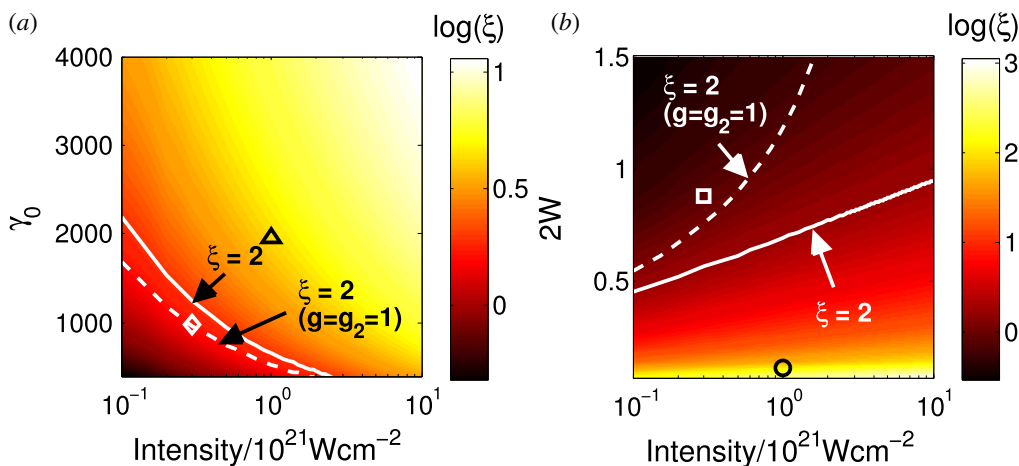 (a)
log(ξ)
4000
3000
2000
1000
γ₀
ξ = 2
ξ = 2
(g=g₂=1)
10⁻¹
10⁰
10¹
Intensity/10²¹Wcm⁻²
1
0.5
0
(b)
log(ξ)
1.5
1
0.5
2W
ξ = 2
(g=g₂=1)
ξ = 2
10⁻¹
10⁰
10¹
Intensity/10²¹Wcm⁻²
3
2
1
0